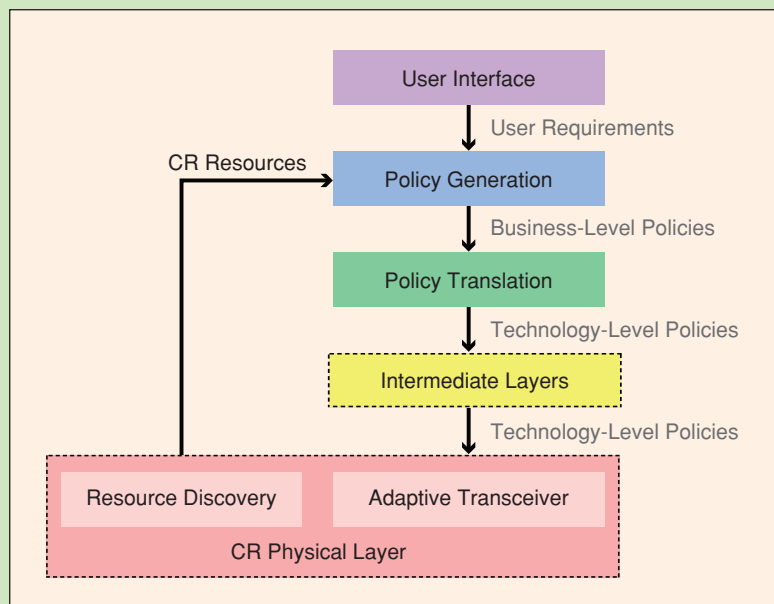 User Interface
User Requirements
CR Resources
Policy Generation
Business-Level Policies
Policy Translation
Technology-Level Policies
Intermediate Layers
Technology-Level Policies
Resource Discovery
Adaptive Transceiver
CR Physical Layer